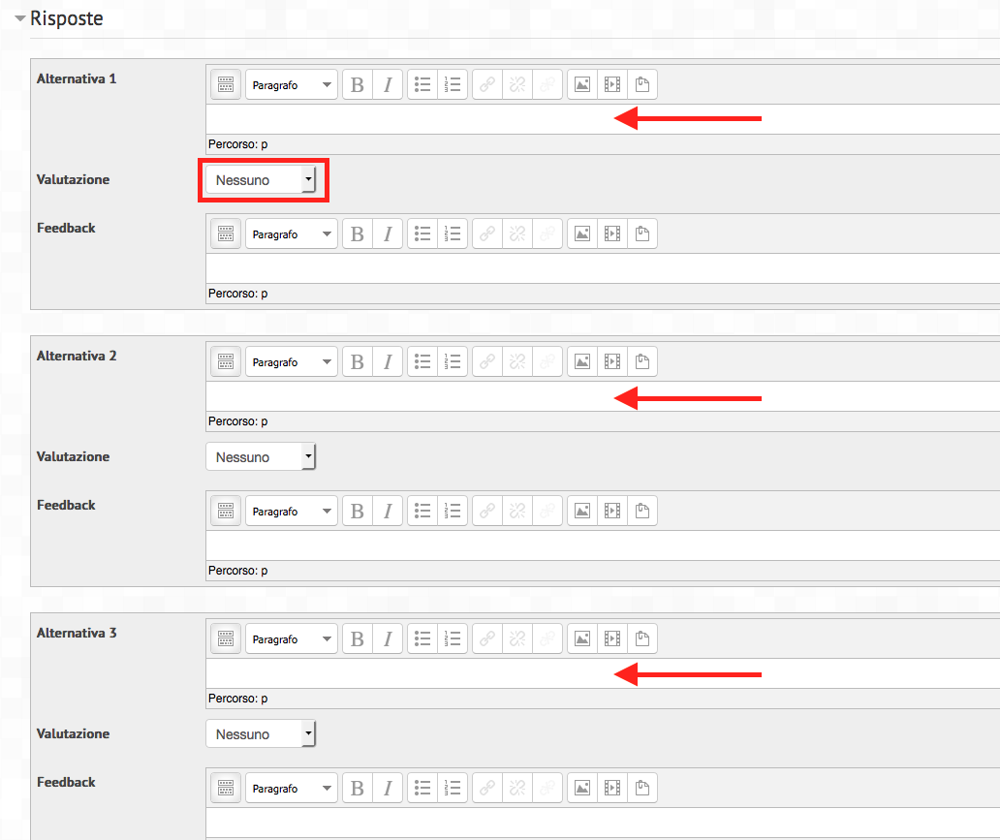 Risposte
Alternativa 1
Paragrafo B I
Percorso: p
Valutazione Nessuno
Feedback
Paragrafo B I
Percorso: p
Alternativa 2
Paragrafo B I
Percorso: p
Valutazione Nessuno
Feedback
Paragrafo B I
Percorso: p
Alternativa 3
Paragrafo B I
Percorso: p
Valutazione Nessuno
Feedback
Paragrafo B I